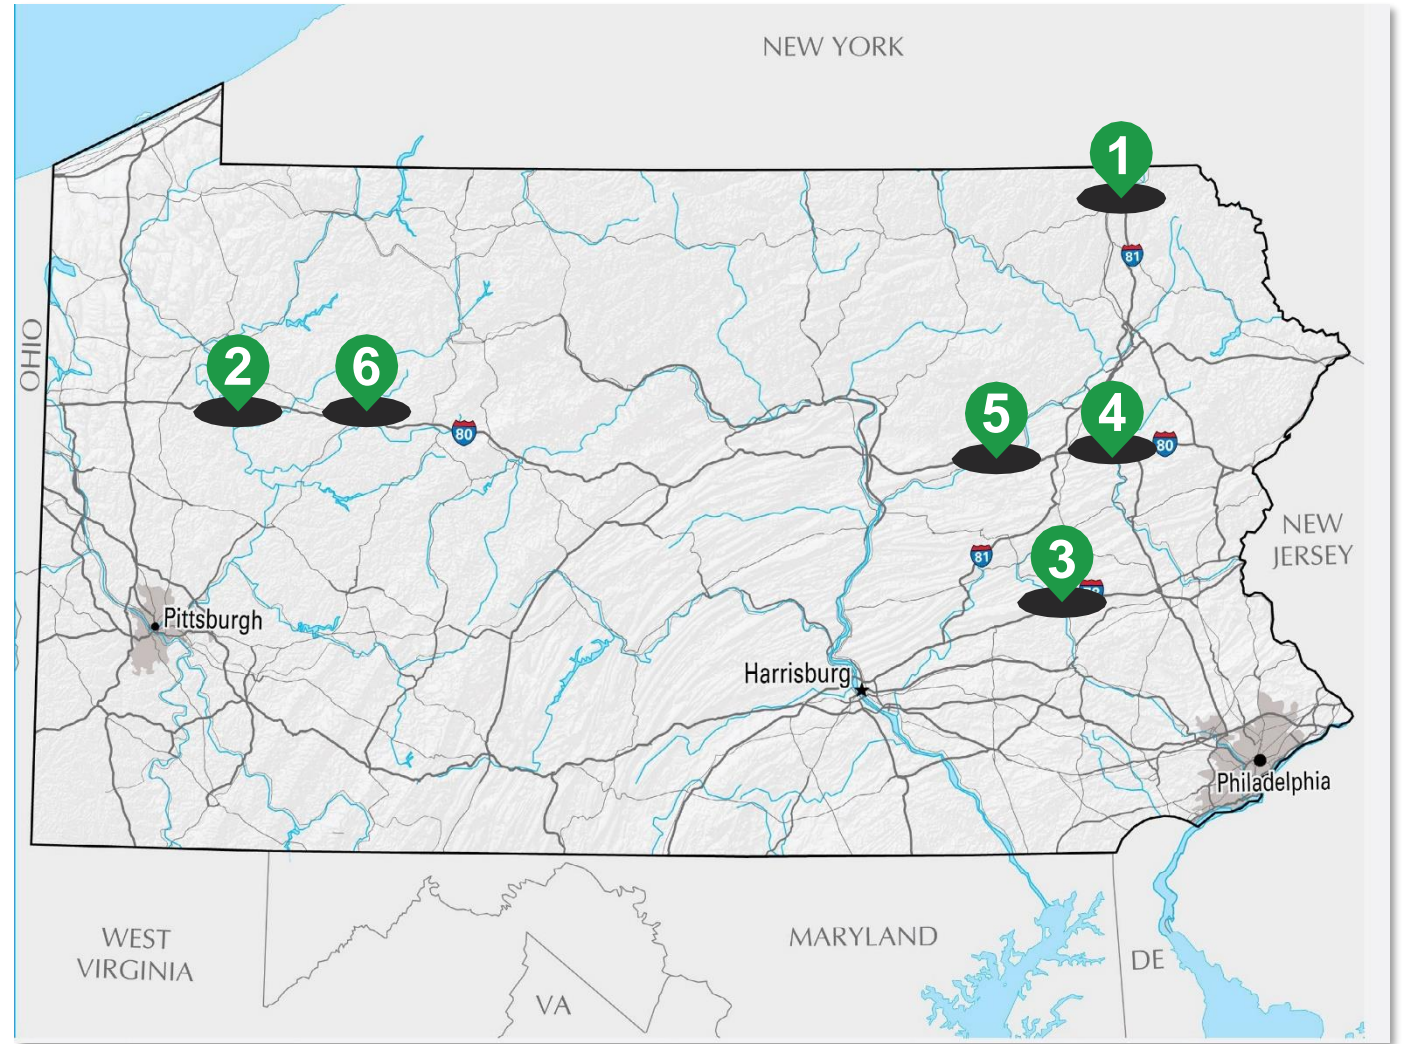 NEW YORK
1
81
OHIO
2
6
5
4
80
80
NEW
JERSEY
81
3
Pittsburgh
Harrisburg
Philadelphia
WEST
VIRGINIA
MARYLAND
DE
VA